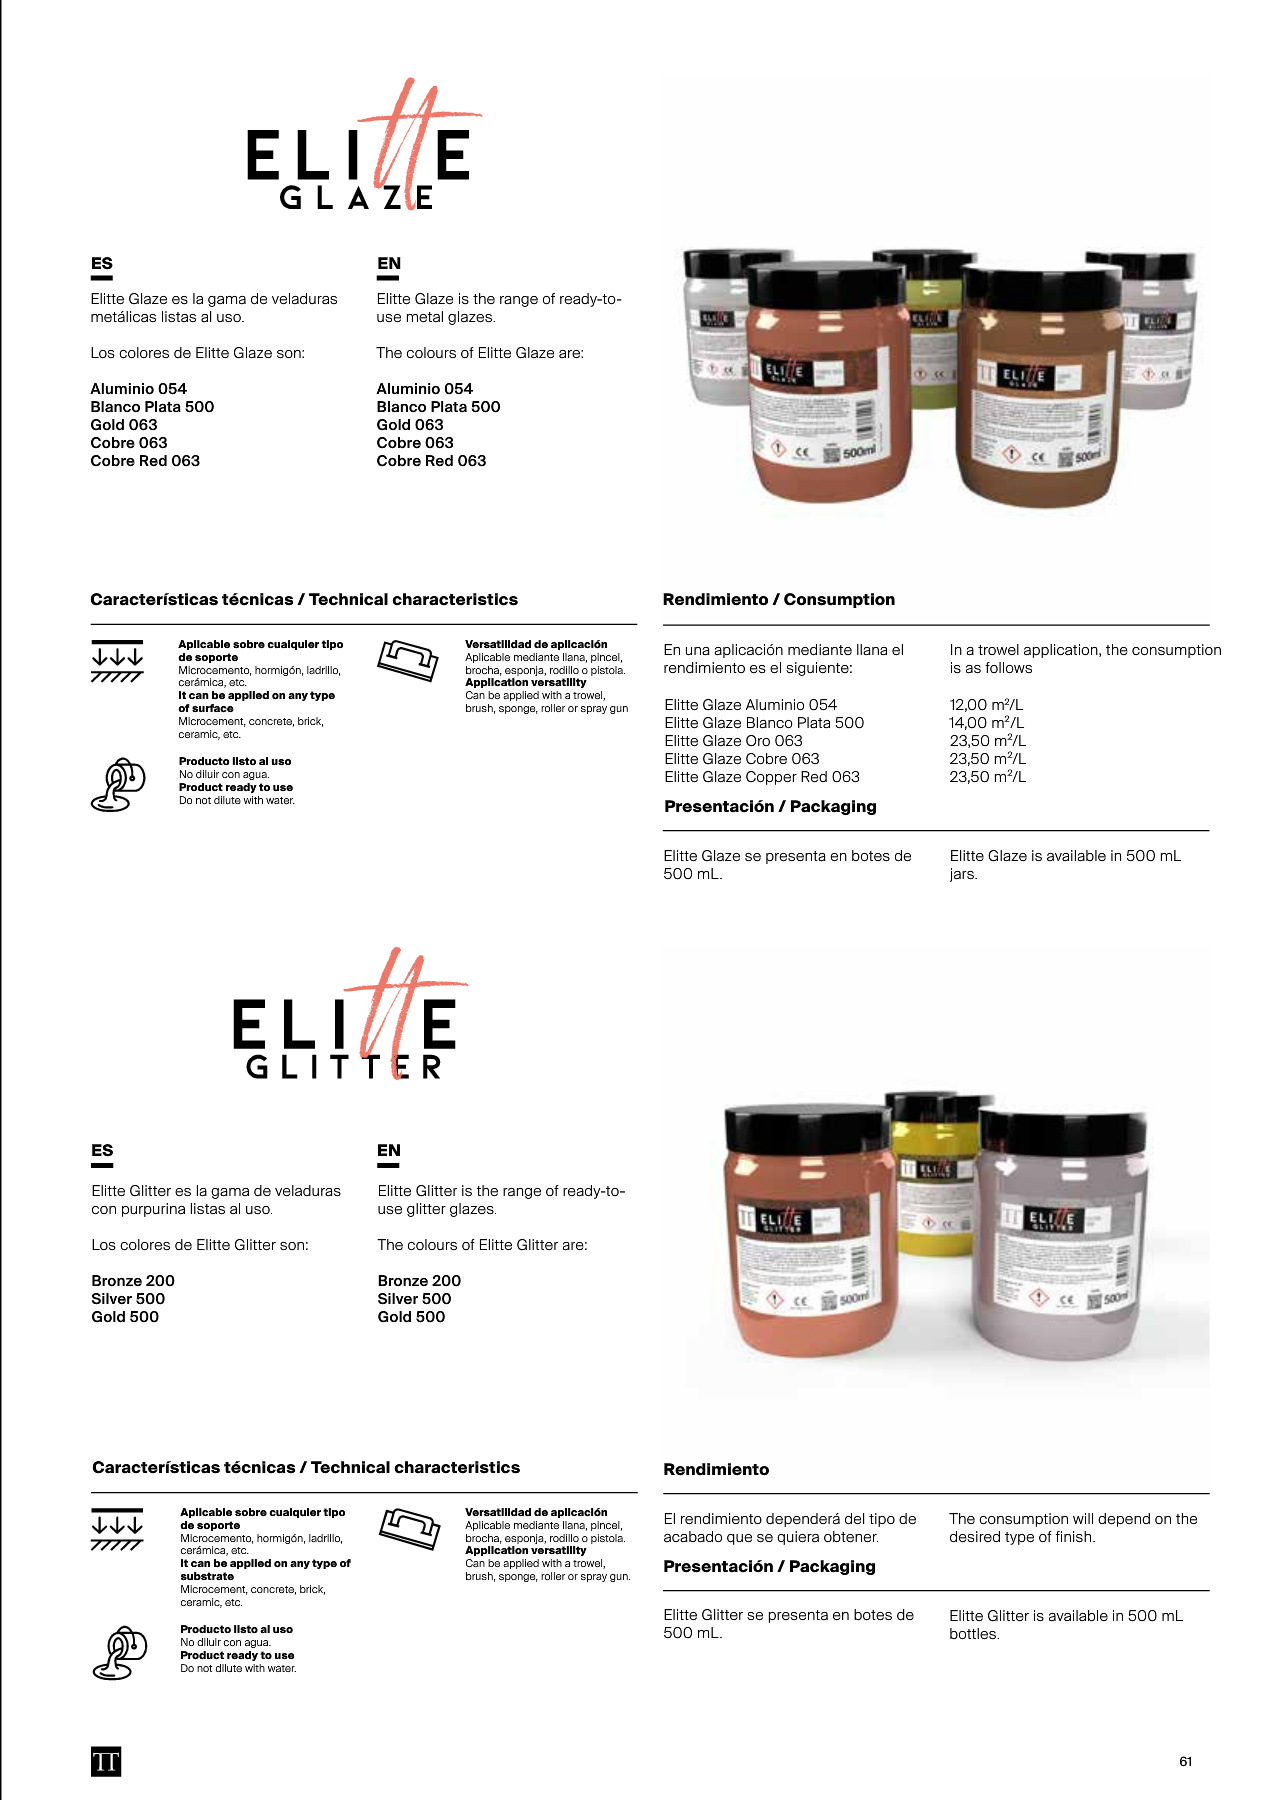 ELITTE
GLAZE
ES
Elitte Glaze es la gama de veladuras
metálicas listas al uso.
Los colores de Elitte Glaze son:
Aluminio 054
Blanco Plata 500
Gold 063
Cobre 063
Cobre Red 063
EN
Elitte Glaze is the range of ready-to-
use metal glazes.
The colours of Elitte Glaze are:
Aluminio 054
Blanco Plata 500
Gold 063
Cobre 063
Cobre Red 063
ELITTE
GLAZE
500ml
ELITTE
GLAZE
500ml
Características técnicas / Technical characteristics
Aplicable sobre cualquier tipo
de soporte
Microcemento, hormigón, ladrillo,
cerámica, etc.
It can be applied on any type
of surface
Microcement, concrete, brick,
ceramic, etc.
Versatilidad de aplicación
Aplicable mediante llana, pincel,
brocha, esponja, rodillo o pistola.
Application versatility
Can be applied with a trowel,
brush, sponge, roller or spray gun
Producto listo al uso
No diluir con agua.
Product ready to use
Do not dilute with water.
Rendimiento / Consumption
En una aplicación mediante llana el
rendimiento es el siguiente:
In a trowel application, the consumption
is as follows
Elitte Glaze Aluminio 054 12,00 m²/L
Elitte Glaze Blanco Plata 500 14,00 m²/L
Elitte Glaze Oro 063 23,50 m²/L
Elitte Glaze Cobre 063 23,50 m²/L
Elitte Glaze Copper Red 063 23,50 m²/L
Presentación / Packaging
Elitte Glaze se presenta en botes de
500 mL.
Elitte Glaze is available in 500 mL
jars.
ELITTE
GLITTER
ES
Elitte Glitter es la gama de veladuras
con purpurina listas al uso.
Los colores de Elitte Glitter son:
Bronze 200
Silver 500
Gold 500
EN
Elitte Glitter is the range of ready-to-
use glitter glazes.
The colours of Elitte Glitter are:
Bronze 200
Silver 500
Gold 500
ELITTE
GLITTER
500ml
ELITTE
GLITTER
ELITTE
GLITTER
500ml
Características técnicas / Technical characteristics
Aplicable sobre cualquier tipo
de soporte
Microcemento, hormigón, ladrillo,
cerámica, etc.
It can be applied on any type of
substrate
Microcement, concrete, brick,
ceramic, etc.
Versatilidad de aplicación
Aplicable mediante llana, pincel,
brocha, esponja, rodillo o pistola.
Application versatility
Can be applied with a trowel,
brush, sponge, roller or spray gun.
Producto listo al uso
No diluir con agua.
Product ready to use
Do not dilute with water.
Rendimiento
El rendimiento dependerá del tipo de
acabado que se quiera obtener.
The consumption will depend on the
desired type of finish.
Presentación / Packaging
Elitte Glitter se presenta en botes de
500 mL.
Elitte Glitter is available in 500 mL
bottles.
TT
61